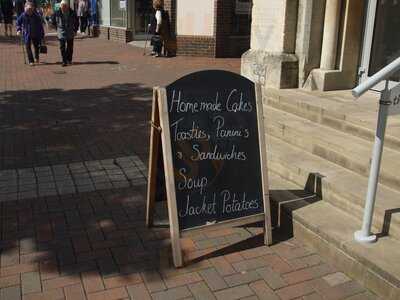 Home made Cakes
Toasties, Panini's
& Sandwiches
Soup
Jacket Potatoes